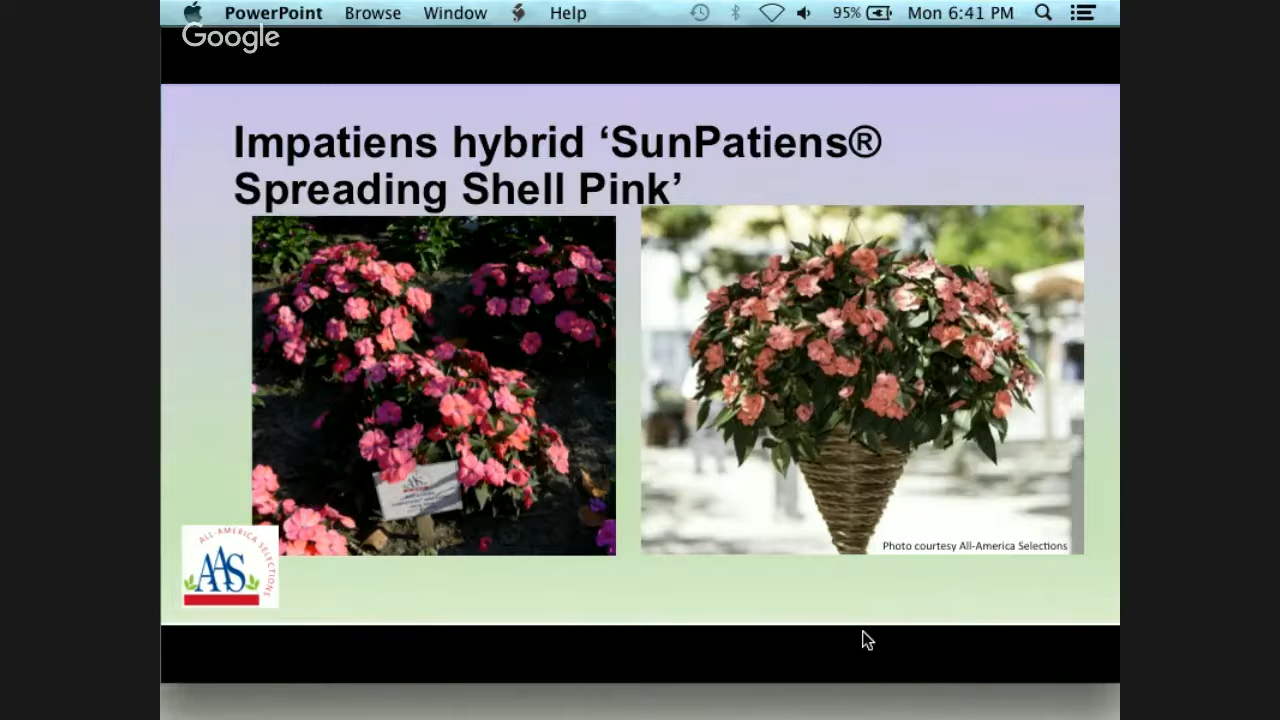 PowerPoint Browse Window Help 95% Mon 6:41 PM
Google
Impatiens hybrid ‘SunPatiens®
Spreading Shell Pink’
AAS
Photo courtesy All-America Selections
ALL-AMERICA SELECTIONS
AAS